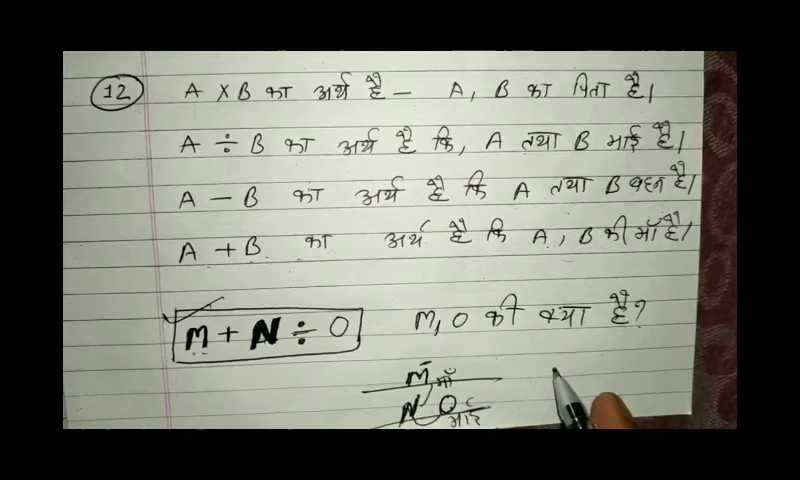 12 A × B का अर्थ है – A, B का पिता है।
A ÷ B का अर्थ है कि, A तथा B भाई है।
A – B का अर्थ है कि A तथा B बहन है।
A + B का अर्थ है कि A, B की माँ है।
M + N ÷ O M, O की क्या है?
M माँ
N O
भाई